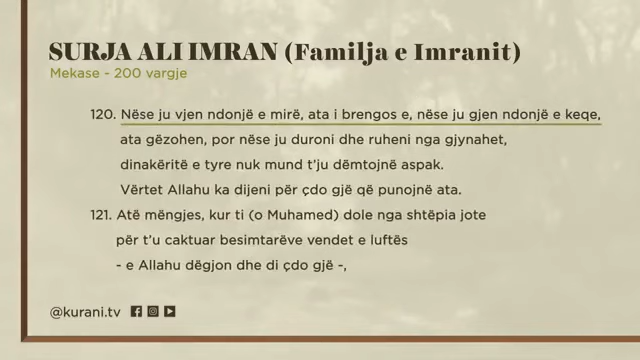 SURJA ALI IMRAN (Familja e Imranit)
Mekase - 200 vargje
120. Nëse ju vjen ndonjë e mirë, ata i brengos e, nëse ju gjen ndonjë e keqe,
ata gëzohen, por nëse ju duroni dhe ruheni nga gjynahet,
dinakëritë e tyre nuk mund t'ju dëmtojnë aspak.
Vërtet Allahu ka dijeni për çdo gjë që punojnë ata.
121. Atë mëngjes, kur ti (o Muhamed) dole nga shtëpia jote
për t'u caktuar besimtarëve vendet e luftës
- e Allahu dëgjon dhe di çdo gjë -,
@kurani.tv